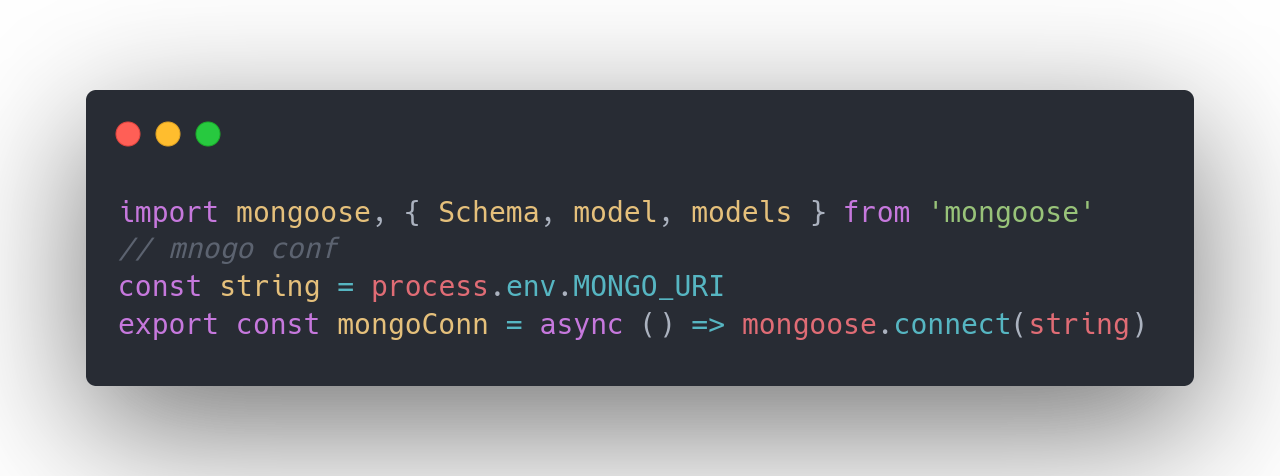 import mongoose, { Schema, model, models } from 'mongoose'
// mnogo conf
const string = process.env.MONGO_URI
export const mongoConn = async () => mongoose.connect(string)